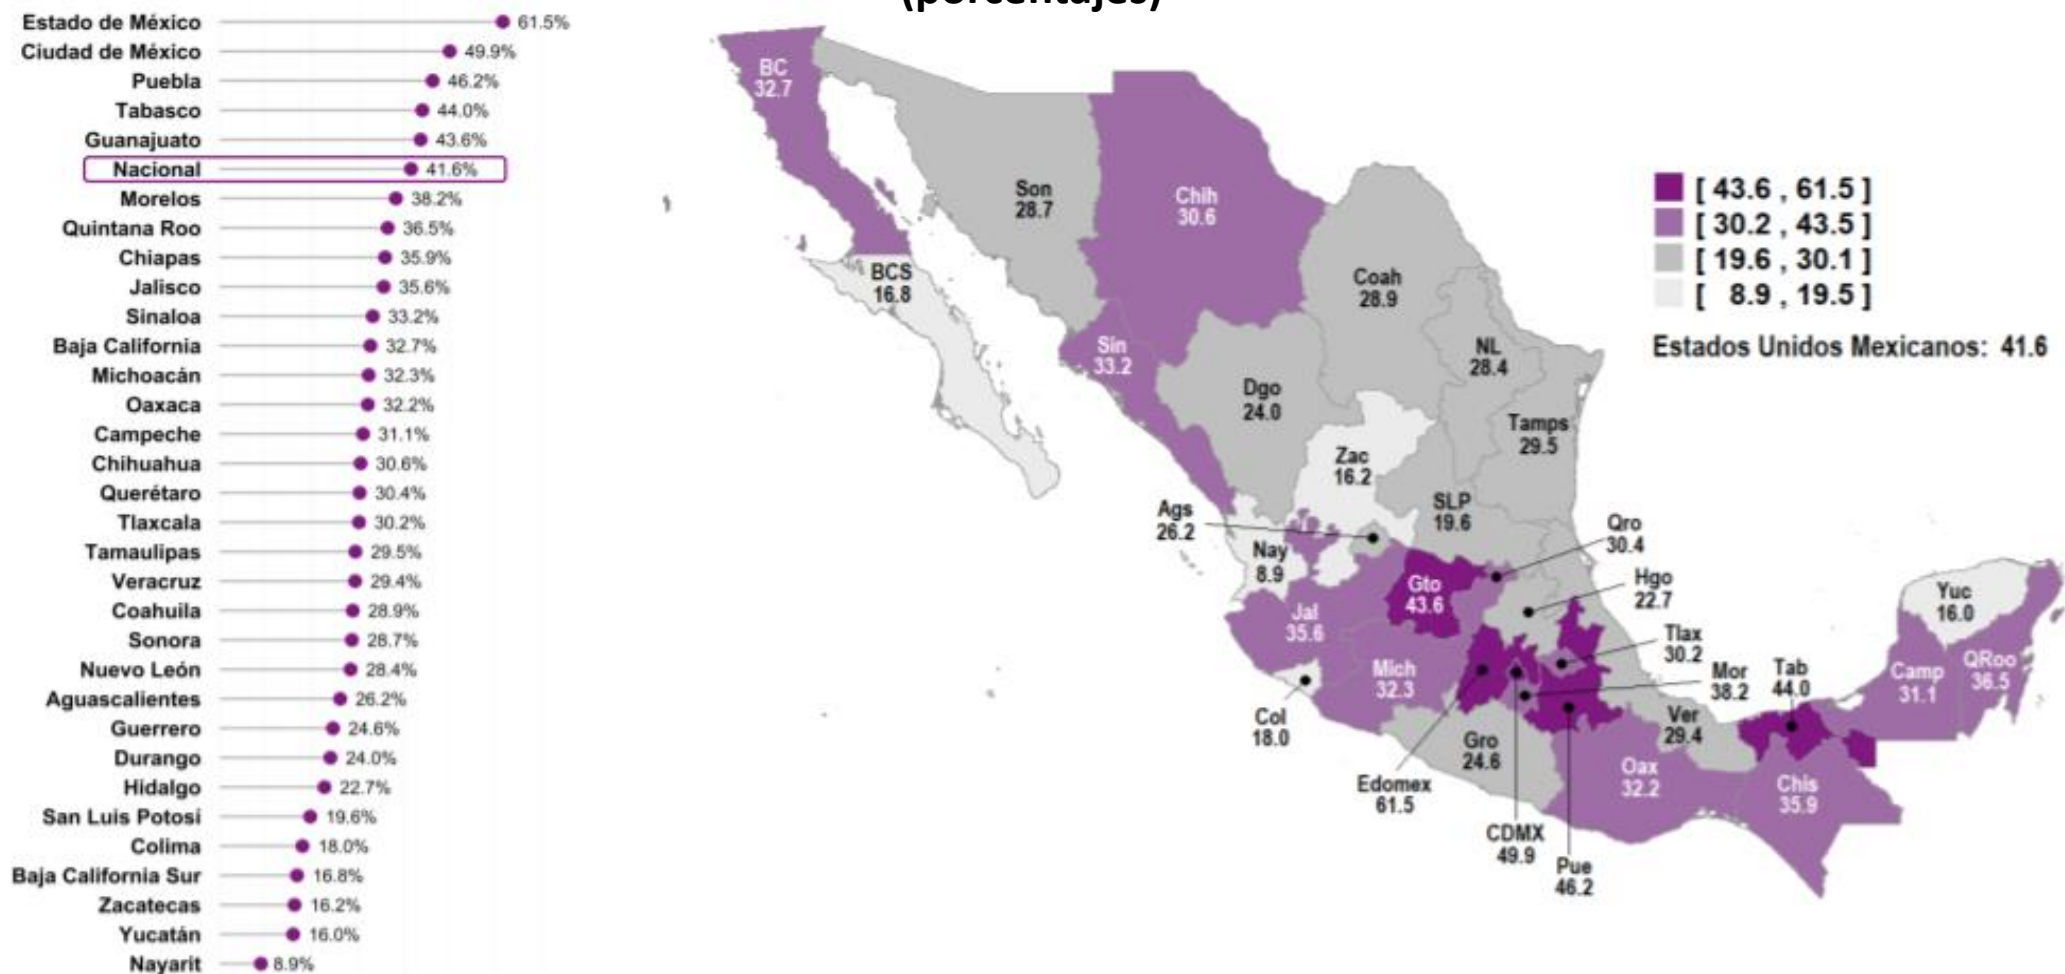 (porcentajes)
Estado de México 61.5%
Ciudad de México 49.9%
Puebla 46.2%
Tabasco 44.0%
Guanajuato 43.6%
Nacional 41.6%
Morelos 38.2%
Quintana Roo 36.5%
Chiapas 35.9%
Jalisco 35.6%
Sinaloa 33.2%
Baja California 32.7%
Michoacán 32.3%
Oaxaca 32.2%
Campeche 31.1%
Chihuahua 30.6%
Querétaro 30.4%
Tlaxcala 30.2%
Tamaulipas 29.5%
Veracruz 29.4%
Coahuila 28.9%
Sonora 28.7%
Nuevo León 28.4%
Aguascalientes 26.2%
Guerrero 24.6%
Durango 24.0%
Hidalgo 22.7%
San Luis Potosí 19.6%
Colima 18.0%
Baja California Sur 16.8%
Zacatecas 16.2%
Yucatán 16.0%
Nayarit 8.9%
BC
32.7
Son
28.7
Chih
30.6
BCS
16.8
Coah
28.9
Sin
33.2
NL
28.4
Dgo
24.0
Tamps
29.5
Zac
16.2
SLP
19.6
Ags
26.2
Nay
8.9
Qro
30.4
Gto
43.6
Hgo
22.7
Jal
35.6
Tlax
30.2
Mich
32.3
Mor
38.2
Tab
44.0
Yuc
16.0
Camp
31.1
QRoo
36.5
Col
18.0
Ver
29.4
Gro
24.6
Oax
32.2
Chis
35.9
Edomex
61.5
CDMX
49.9
Pue
46.2
[ 43.6 , 61.5 ]
[ 30.2 , 43.5 ]
[ 19.6 , 30.1 ]
[ 8.9 , 19.5 ]
Estados Unidos Mexicanos: 41.6